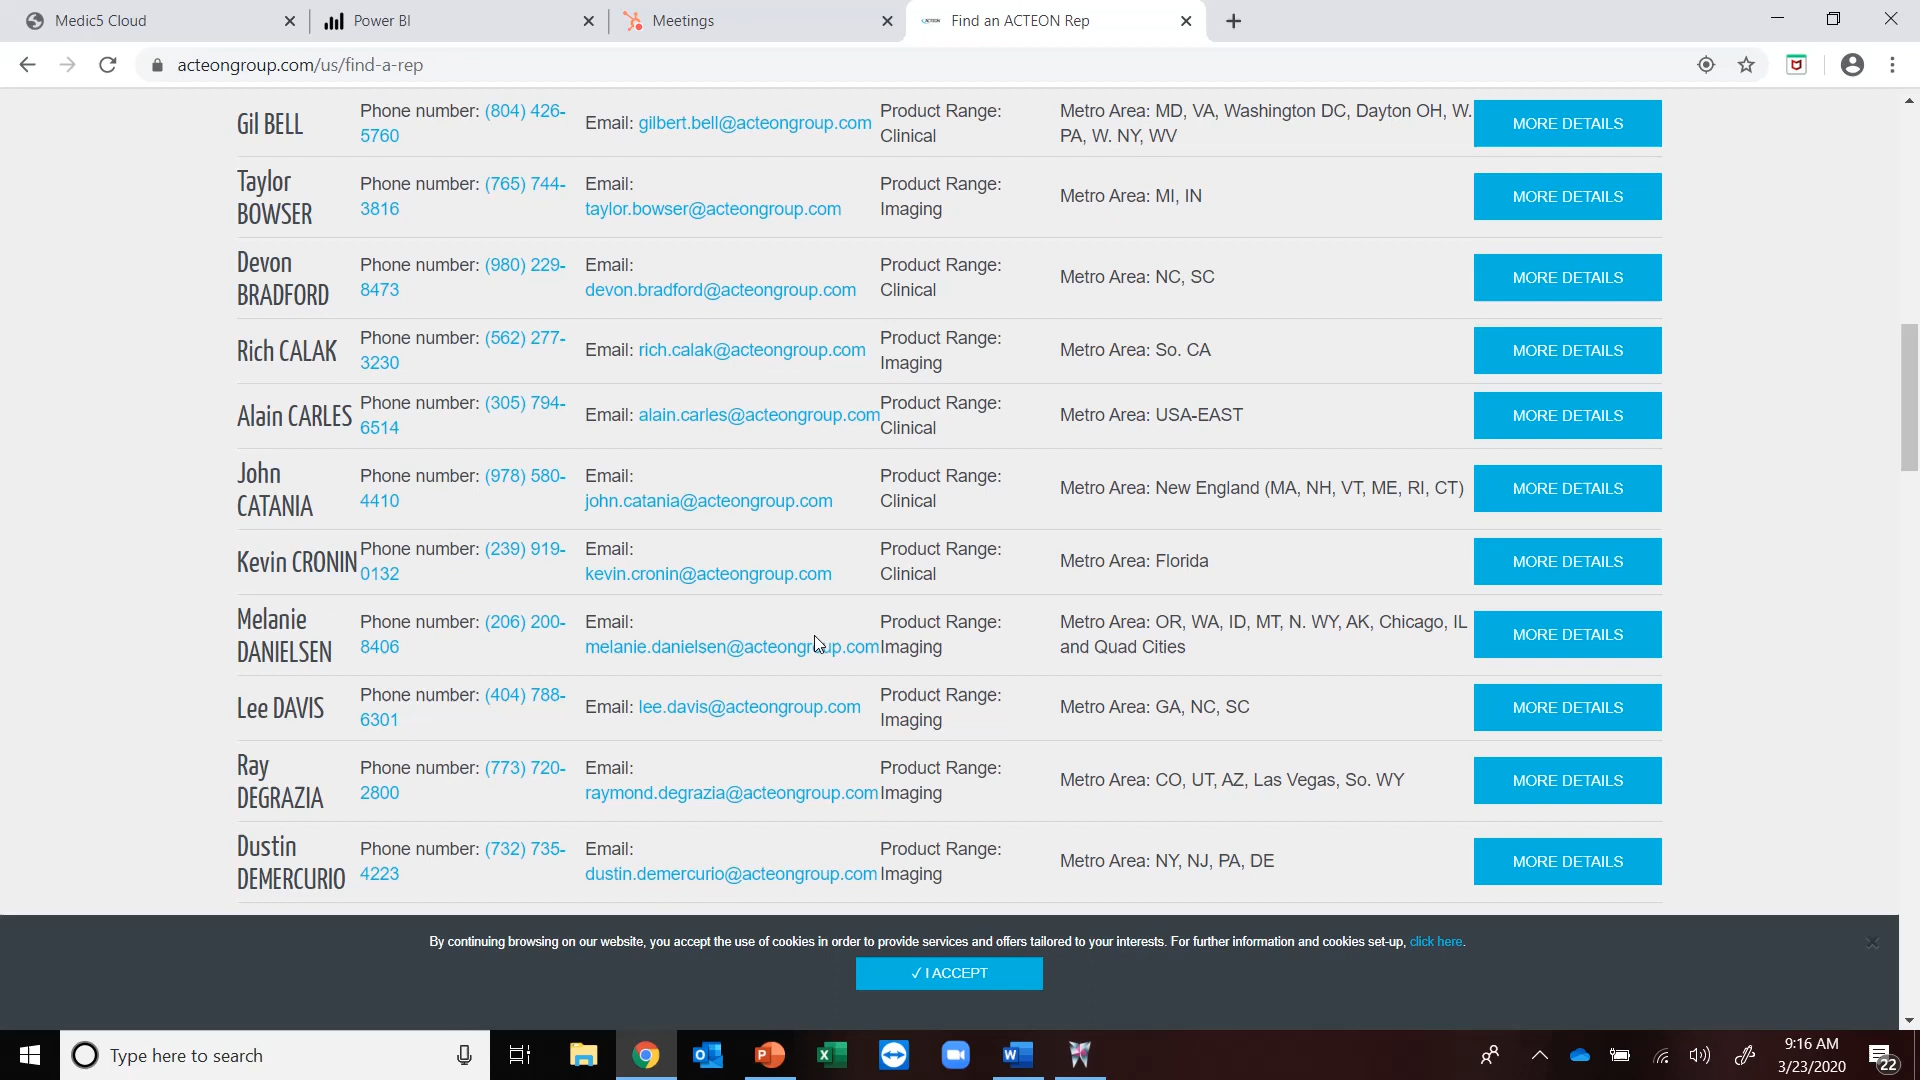 Medic5 Cloud
Power BI
Meetings
ACTEON
Find an ACTEON Rep
acteongroup.com/us/find-a-rep
Gil BELL
Phone number: (804) 426-
5760
Email: gilbert.bell@acteongroup.com
Product Range:
Clinical
Metro Area: MD, VA, Washington DC, Dayton OH, W.
PA, W. NY, WV
MORE DETAILS
Taylor
BOWSER
Phone number: (765) 744-
3816
Email:
taylor.bowser@acteongroup.com
Product Range:
Imaging
Metro Area: MI, IN
MORE DETAILS
Devon
BRADFORD
Phone number: (980) 229-
8473
Email:
devon.bradford@acteongroup.com
Product Range:
Clinical
Metro Area: NC, SC
MORE DETAILS
Rich CALAK
Phone number: (562) 277-
3230
Email: rich.calak@acteongroup.com
Product Range:
Imaging
Metro Area: So. CA
MORE DETAILS
Alain CARLES
Phone number: (305) 794-
6514
Email: alain.carles@acteongroup.com
Product Range:
Clinical
Metro Area: USA-EAST
MORE DETAILS
John
CATANIA
Phone number: (978) 580-
4410
Email:
john.catania@acteongroup.com
Product Range:
Clinical
Metro Area: New England (MA, NH, VT, ME, RI, CT)
MORE DETAILS
Kevin CRONIN
Phone number: (239) 919-
0132
Email:
kevin.cronin@acteongroup.com
Product Range:
Clinical
Metro Area: Florida
MORE DETAILS
Melanie
DANIELSEN
Phone number: (206) 200-
8406
Email:
melanie.danielsen@acteongroup.com
Product Range:
Imaging
Metro Area: OR, WA, ID, MT, N. WY, AK, Chicago, IL
and Quad Cities
MORE DETAILS
Lee DAVIS
Phone number: (404) 788-
6301
Email: lee.davis@acteongroup.com
Product Range:
Imaging
Metro Area: GA, NC, SC
MORE DETAILS
Ray
DEGRAZIA
Phone number: (773) 720-
2800
Email:
raymond.degrazia@acteongroup.com
Product Range:
Imaging
Metro Area: CO, UT, AZ, Las Vegas, So. WY
MORE DETAILS
Dustin
DEMERCURIO
Phone number: (732) 735-
4223
Email:
dustin.demercurio@acteongroup.com
Product Range:
Imaging
Metro Area: NY, NJ, PA, DE
MORE DETAILS
By continuing browsing on our website, you accept the use of cookies in order to provide services and offers tailored to your interests. For further information and cookies set-up, click here.
✓ I ACCEPT
Type here to search
9:16 AM
3/23/2020
22